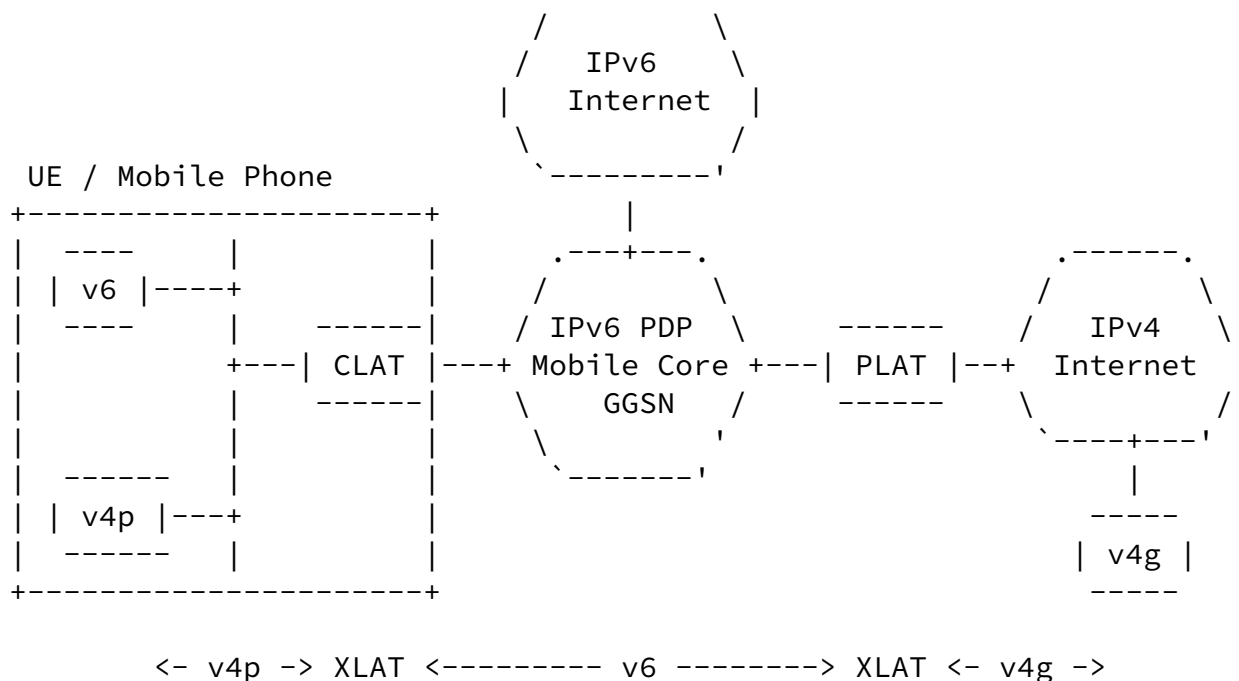 IPv6
Internet
UE / Mobile Phone
v6
IPv6 PDP
IPv4
CLAT
Mobile Core
PLAT
Internet
GGSN
v4p
v4g
<- v4p -> XLAT <--------- v6 --------> XLAT <- v4g ->